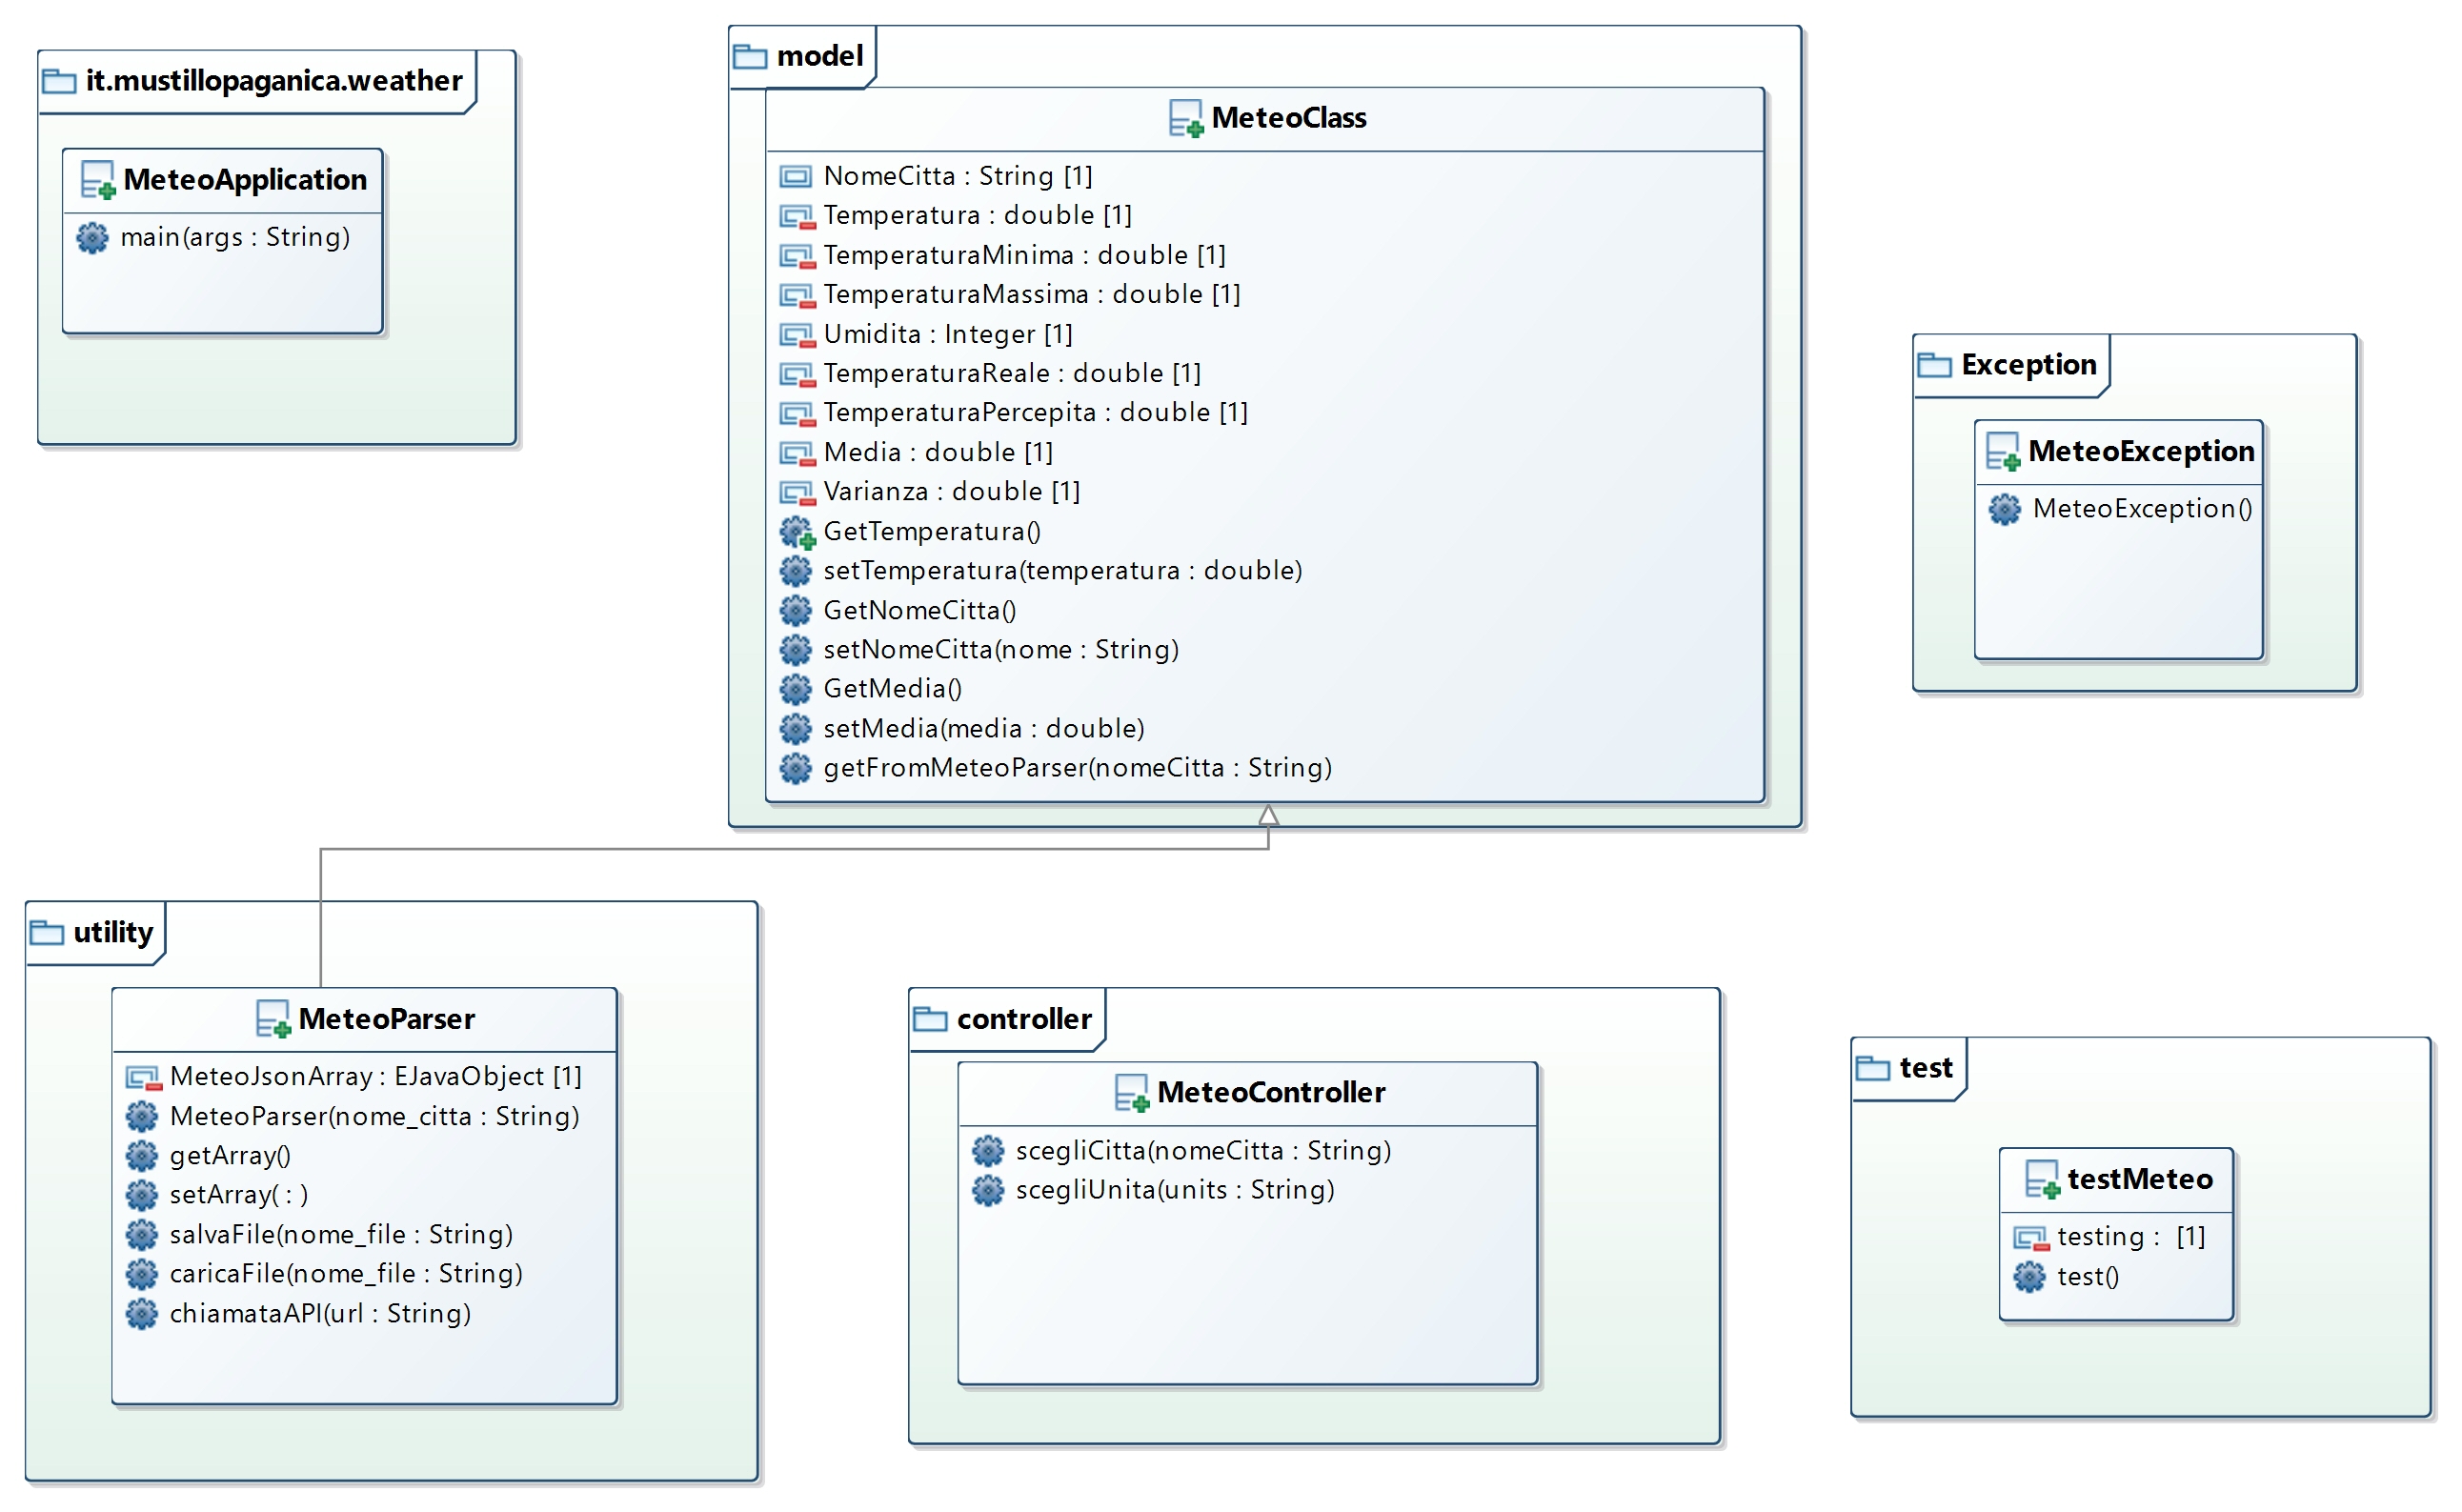 it.mustillopaganica.weather
MeteoApplication
main(args : String)
model
MeteoClass
NomeCitta : String [1]
Temperatura : double [1]
TemperaturaMinima : double [1]
TemperaturaMassima : double [1]
Umidita : Integer [1]
TemperaturaReale : double [1]
TemperaturaPercepita : double [1]
Media : double [1]
Varianza : double [1]
GetTemperatura()
setTemperatura(temperatura : double)
GetNomeCitta()
setNomeCitta(nome : String)
GetMedia()
setMedia(media : double)
getFromMeteoParser(nomeCitta : String)
Exception
MeteoException
MeteoException()
utility
MeteoParser
MeteoJsonArray : EJavaObject [1]
MeteoParser(nome_citta : String)
getArray()
setArray( : )
salvaFile(nome_file : String)
caricaFile(nome_file : String)
chiamataAPI(url : String)
controller
MeteoController
scegliCitta(nomeCitta : String)
scegliUnita(units : String)
test
testMeteo
testing :  [1]
test()